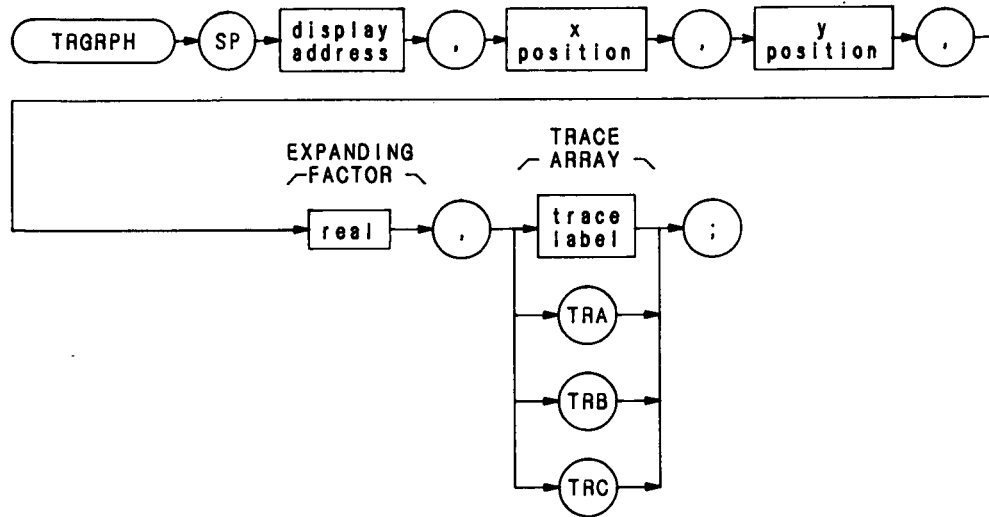 TRGRPH SP display address , x position , y position ,
EXPANDING FACTOR
TRACE ARRAY
real , trace label ;
TRA
TRB
TRC